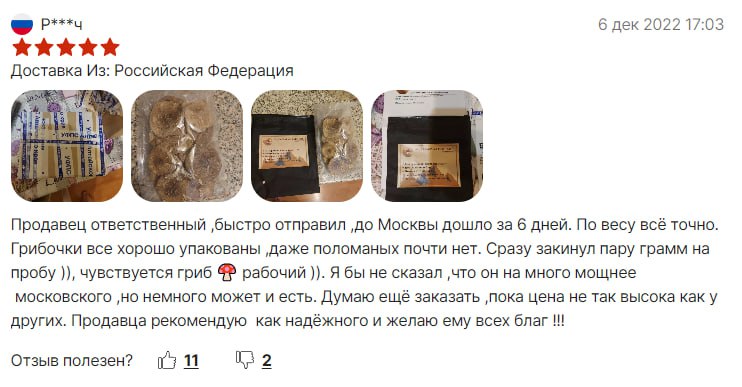 Р***ч
6 дек 2022 17:03
Доставка Из: Российская Федерация
Продавец ответственный ,быстро отправил ,до Москвы дошло за 6 дней. По весу всё точно.
Грибочки все хорошо упакованы ,даже поломаных почти нет. Сразу закинул пару грамм на
пробу )), чувствуется гриб 🍄 рабочий )). Я бы не сказал ,что он на много мощнее
московского ,но немного может и есть. Думаю ещё заказать ,пока цена не так высока как у
других. Продавца рекомендую как надёжного и желаю ему всех благ !!!
Отзыв полезен? 11 2